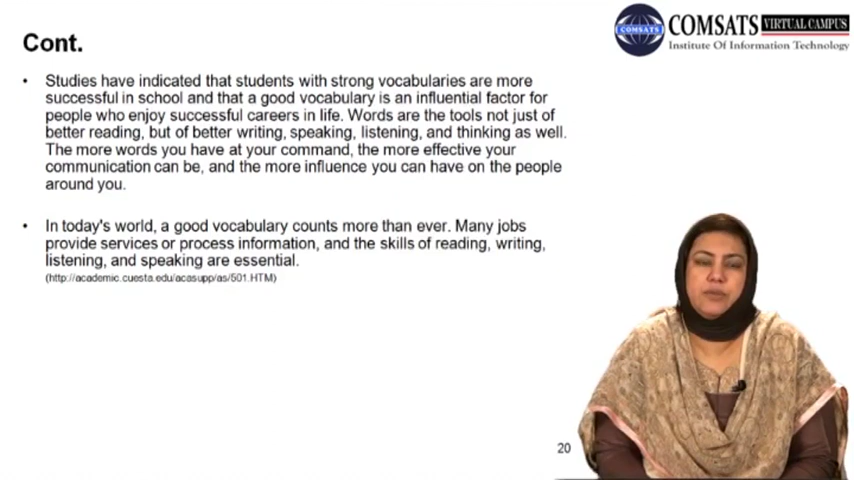 COMSATS VIRTUAL CAMPUS
COMSATS
Institute Of Information Technology
Cont.
• Studies have indicated that students with strong vocabularies are more
successful in school and that a good vocabulary is an influential factor for
people who enjoy successful careers in life. Words are the tools not just of
better reading, but of better writing, speaking, listening, and thinking as well.
The more words you have at your command, the more effective your
communication can be, and the more influence you can have on the people
around you.
• In today's world, a good vocabulary counts more than ever. Many jobs
provide services or process information, and the skills of reading, writing,
listening, and speaking are essential.
(http://academic.cuesta.edu/acasupp/as/501.HTM)
20